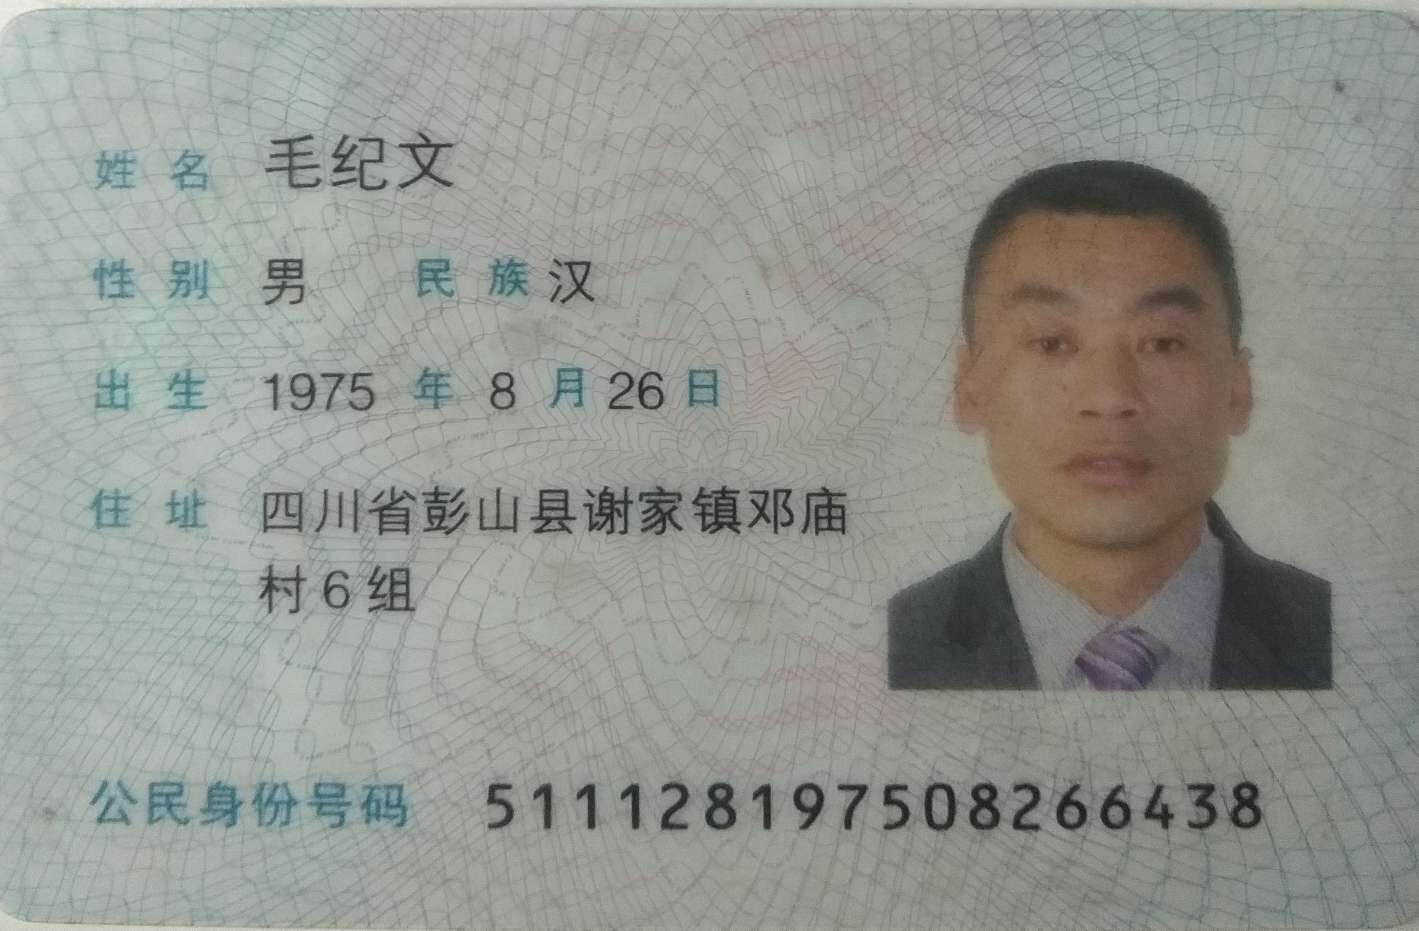 姓名 毛纪文
性别 男 民族 汉
出生 1975 年 8 月 26 日
住址 四川省彭山县谢家镇邓庙
村6组
公民身份号码 511128197508266438